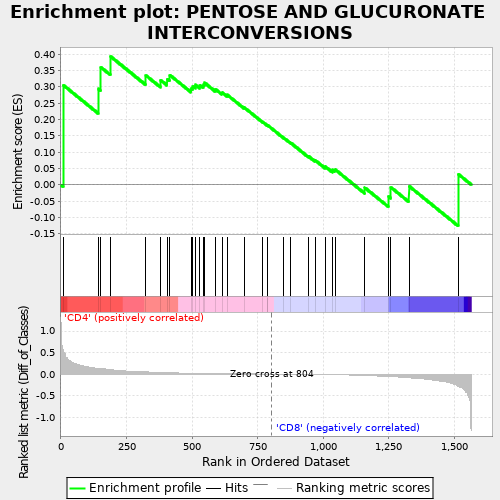 Enrichment plot: PENTOSE AND GLUCURONATE
INTERCONVERSIONS
Enrichment score (ES)
0.40
0.35
0.30
0.25
0.20
0.15
0.10
0.05
0.00
-0.05
-0.10
-0.15
'CD4' (positively correlated)
Ranked list metric (Diff_of_Classes)
1.0
0.5
0.0
-0.5
-1.0
Zero cross at 804
'CD8' (negatively correlated)
0 250 500 750 1,000 1,250 1,500
Rank in Ordered Dataset
Enrichment profile Hits Ranking metric scores